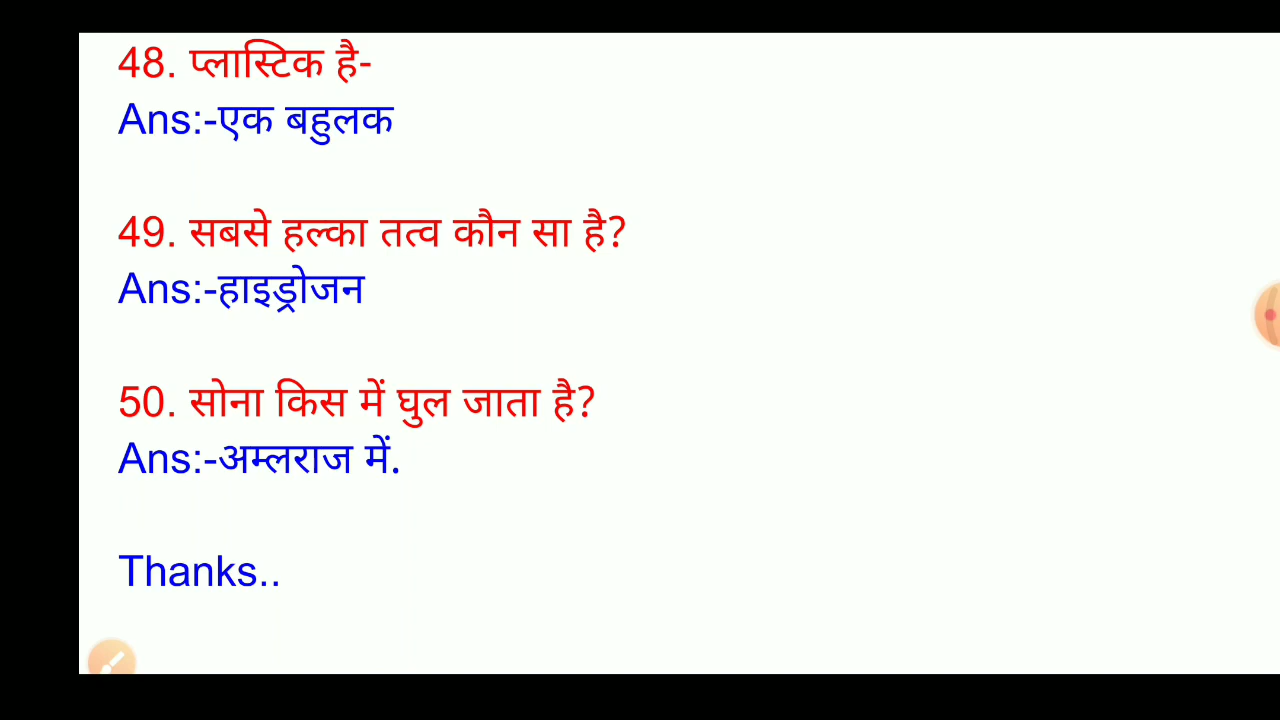 48. प्लास्टिक है-
Ans:-एक बहुलक
49. सबसे हल्का तत्व कौन सा है?
Ans:-हाइड्रोजन
50. सोना किस में घुल जाता है?
Ans:-अम्लराज में.
Thanks..